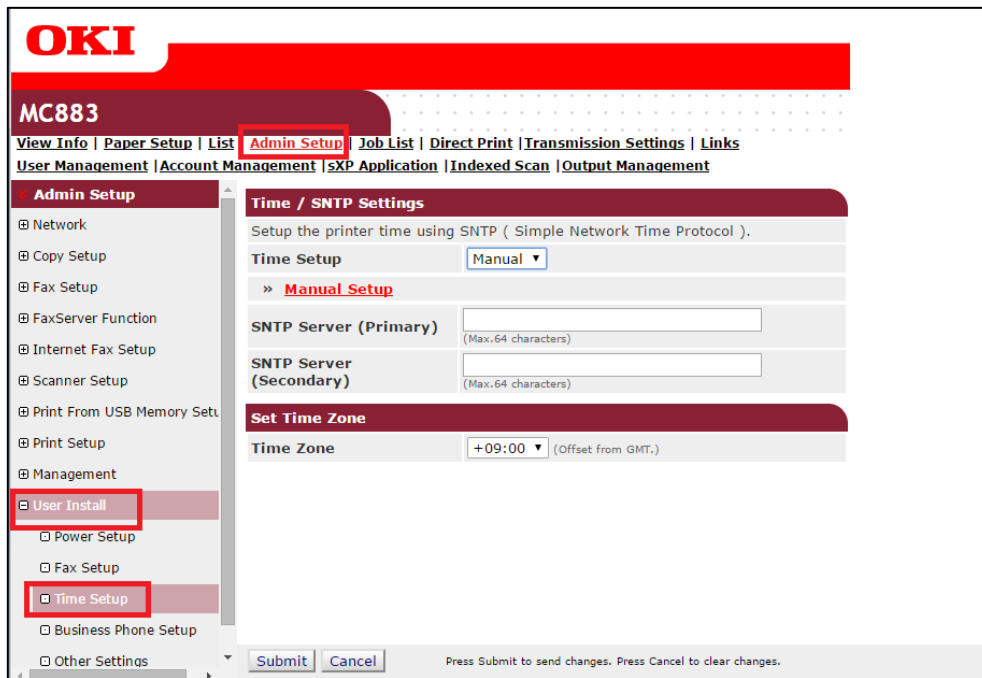 OKI
MC883
View Info | Paper Setup | List | Admin Setup | Job List | Direct Print |Transmission Settings | Links
User Management |Account Management |sXP Application |Indexed Scan |Output Management
Admin Setup
Network
Copy Setup
Fax Setup
FaxServer Function
Internet Fax Setup
Scanner Setup
Print From USB Memory Setu
Print Setup
Management
User Install
Power Setup
Fax Setup
Time Setup
Business Phone Setup
Other Settings
Time / SNTP Settings
Setup the printer time using SNTP ( Simple Network Time Protocol ).
Time Setup Manual ▼
» Manual Setup
SNTP Server (Primary)
(Max.64 characters)
SNTP Server
(Secondary)
(Max.64 characters)
Set Time Zone
Time Zone +09:00 ▼ (Offset from GMT.)
Submit Cancel Press Submit to send changes. Press Cancel to clear changes.